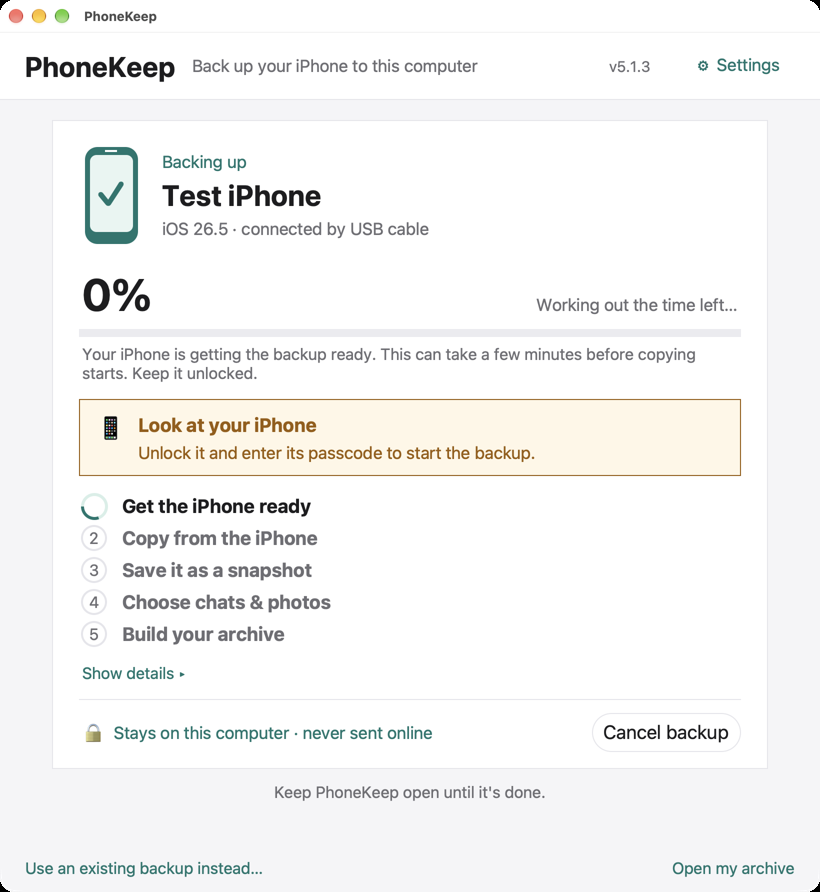 PhoneKeep
PhoneKeep Back up your iPhone to this computer v5.1.3 ⚙ Settings
Backing up
Test iPhone
iOS 26.5 · connected by USB cable
0% Working out the time left...
Your iPhone is getting the backup ready. This can take a few minutes before copying
starts. Keep it unlocked.
Look at your iPhone
Unlock it and enter its passcode to start the backup.
Get the iPhone ready
2 Copy from the iPhone
3 Save it as a snapshot
4 Choose chats & photos
5 Build your archive
Show details ▸
Stays on this computer · never sent online Cancel backup
Keep PhoneKeep open until it's done.
Use an existing backup instead... Open my archive